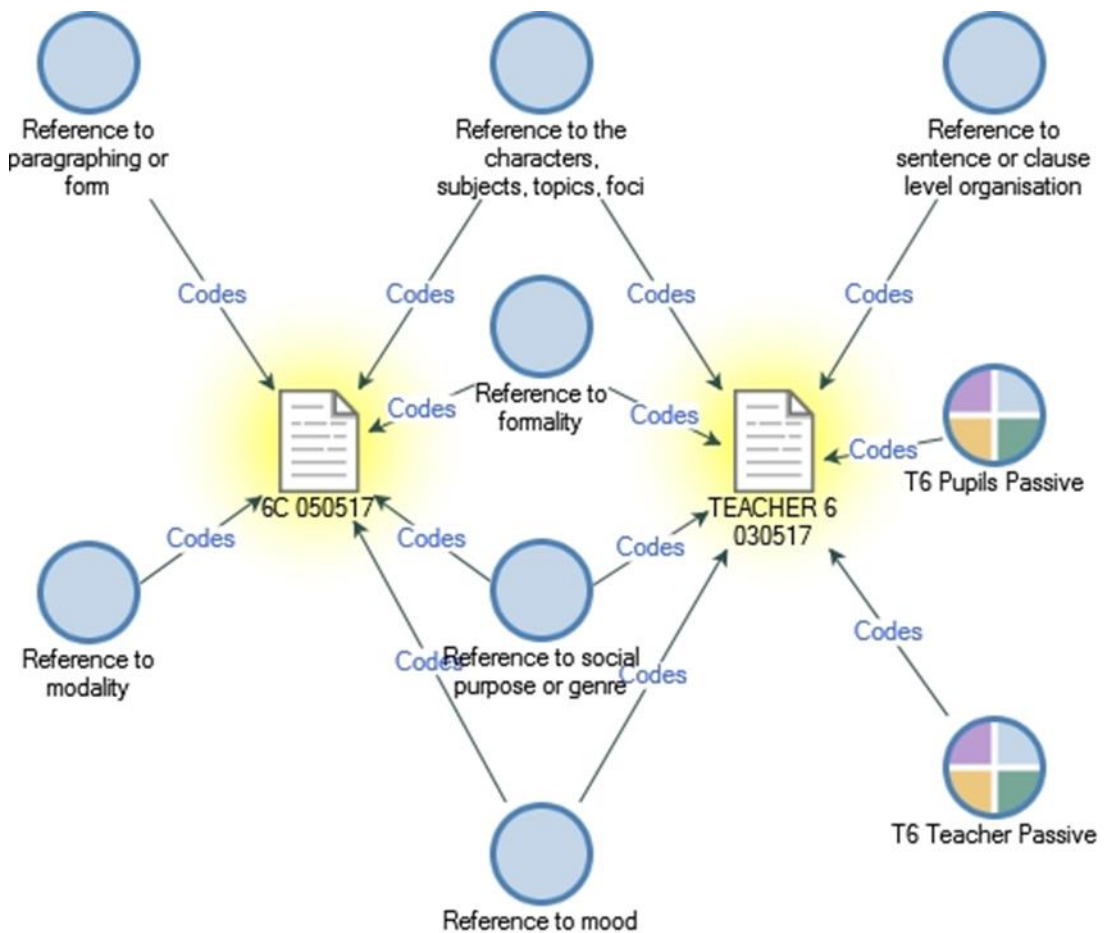 Reference to
paragraphing or
form
Reference to the
characters,
subjects, topics, foci
Reference to
sentence or clause
level organisation
Codes
Codes
Codes
Codes
Reference to
formality
Codes
Codes
Codes
T6 Pupils Passive
6C 050517
TEACHER 6
030517
Codes
Codes
Codes
Codes
Reference to
modality
Codes
Reference to social
purpose or genre
Codes
T6 Teacher Passive
Reference to mood